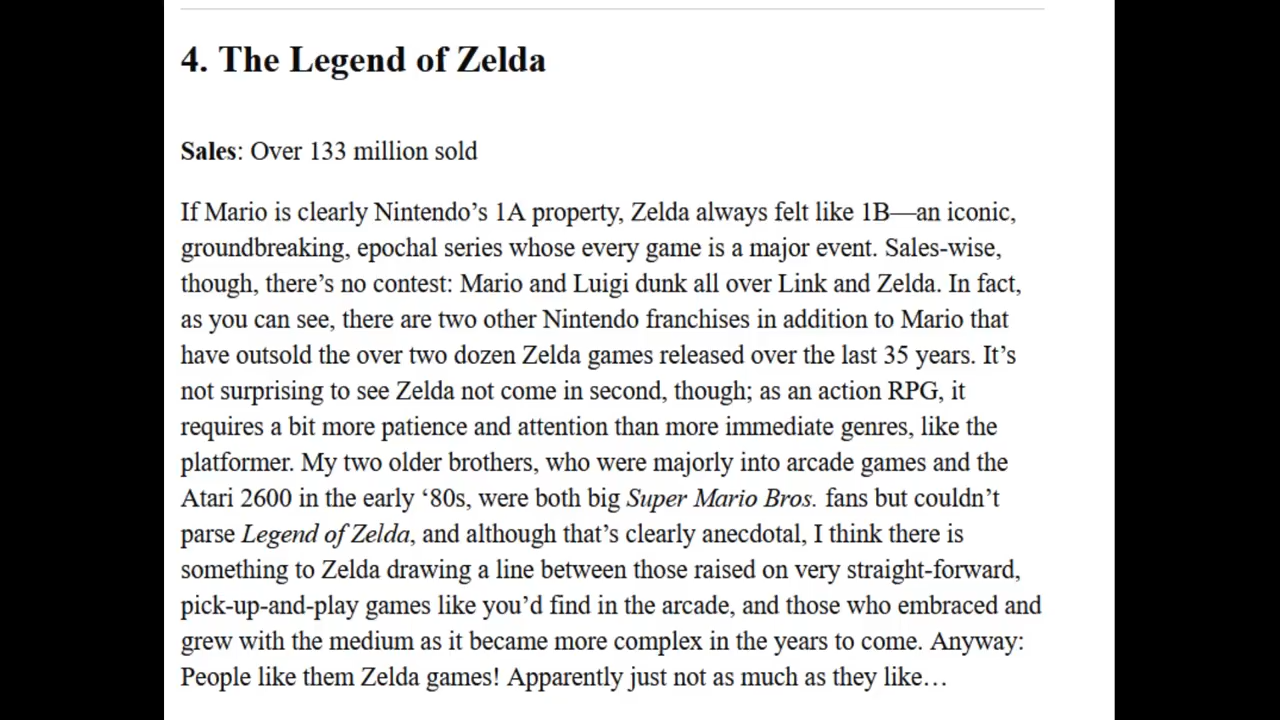 4. The Legend of Zelda
Sales: Over 133 million sold
If Mario is clearly Nintendo’s 1A property, Zelda always felt like 1B—an iconic,
groundbreaking, epochal series whose every game is a major event. Sales-wise,
though, there’s no contest: Mario and Luigi dunk all over Link and Zelda. In fact,
as you can see, there are two other Nintendo franchises in addition to Mario that
have outsold the over two dozen Zelda games released over the last 35 years. It’s
not surprising to see Zelda not come in second, though; as an action RPG, it
requires a bit more patience and attention than more immediate genres, like the
platformer. My two older brothers, who were majorly into arcade games and the
Atari 2600 in the early ‘80s, were both big Super Mario Bros. fans but couldn’t
parse Legend of Zelda, and although that’s clearly anecdotal, I think there is
something to Zelda drawing a line between those raised on very straight-forward,
pick-up-and-play games like you’d find in the arcade, and those who embraced and
grew with the medium as it became more complex in the years to come. Anyway:
People like them Zelda games! Apparently just not as much as they like…